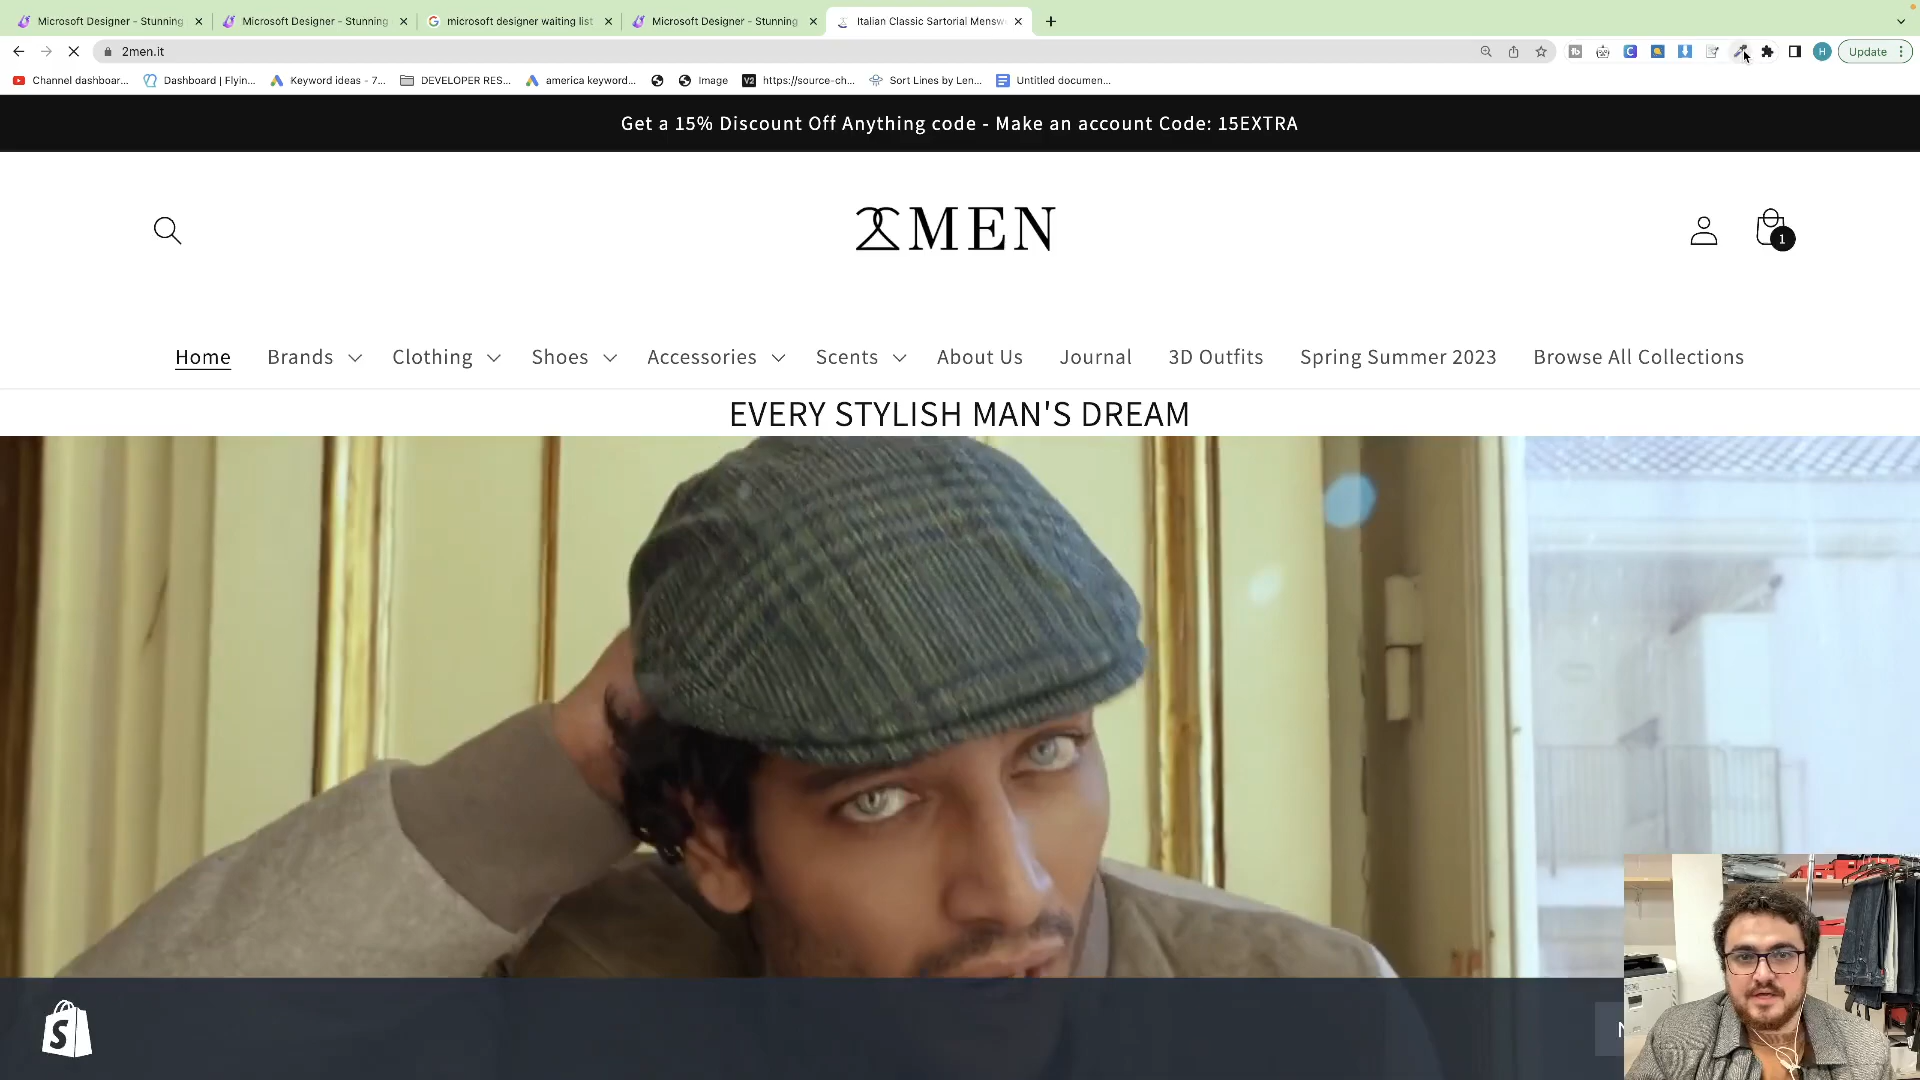 Microsoft Designer - Stunning
Microsoft Designer - Stunning
microsoft designer waiting list
Microsoft Designer - Stunning
Italian Classic Sartorial Mensw
2men.it
H
Update
Channel dashboar...
Dashboard | Flyin...
Keyword ideas - 7...
DEVELOPER RES...
america keyword...
Image
V2
https://source-ch...
Sort Lines by Len...
Untitled documen...
Get a 15% Discount Off Anything code - Make an account Code: 15EXTRA
2MEN
1
Home
Brands
Clothing
Shoes
Accessories
Scents
About Us
Journal
3D Outfits
Spring Summer 2023
Browse All Collections
EVERY STYLISH MAN'S DREAM